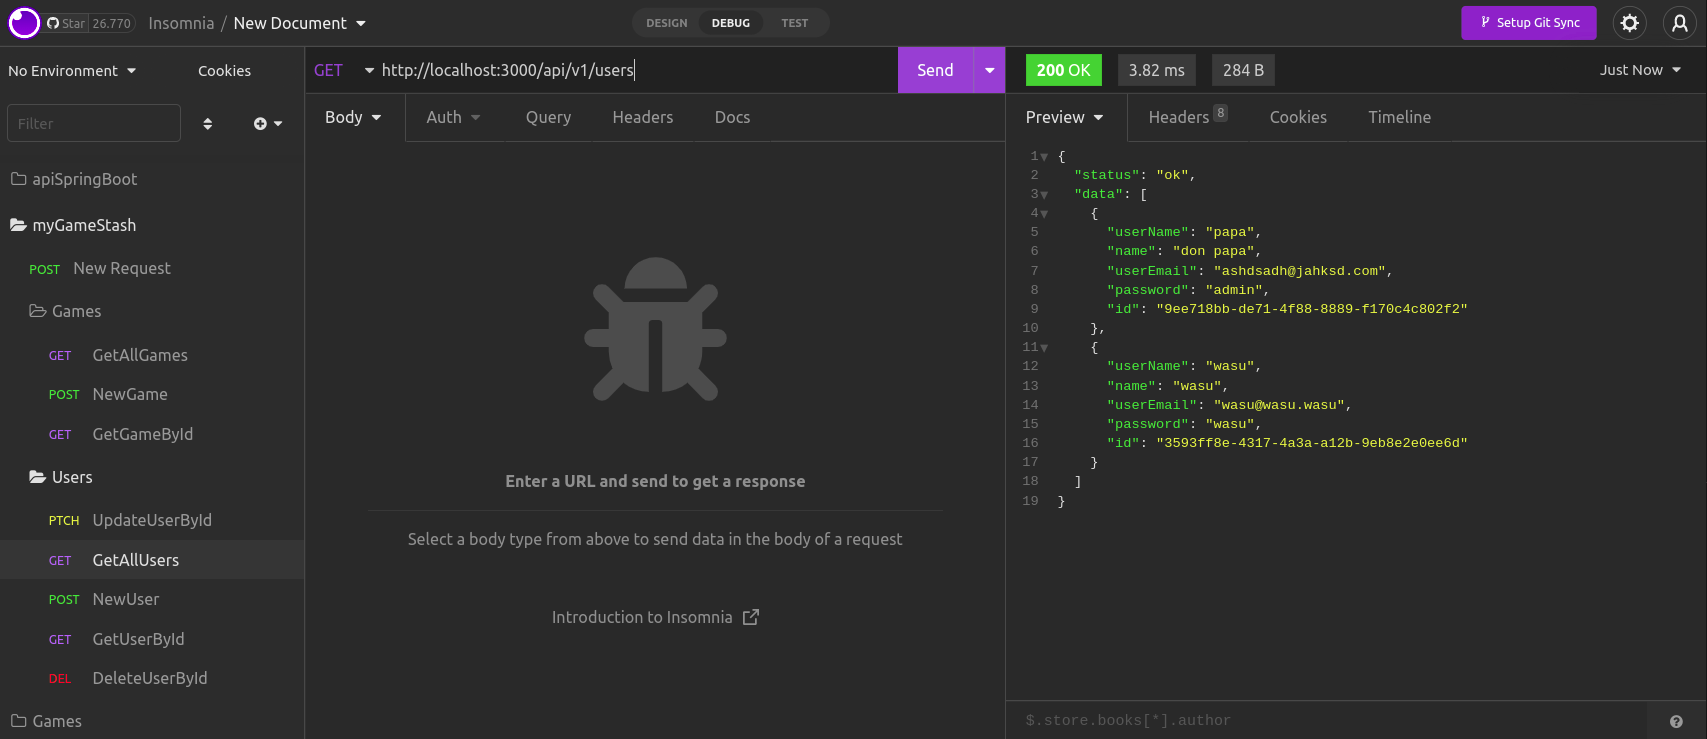 Star 26.770 Insomnia / New Document DESIGN DEBUG TEST Setup Git Sync
No Environment Cookies
Filter
apiSpringBoot
myGameStash
POST New Request
Games
GET GetAllGames
POST NewGame
GET GetGameById
Users
PTCH UpdateUserById
GET GetAllUsers
POST NewUser
GET GetUserById
DEL DeleteUserById
Games
GET http://localhost:3000/api/v1/users Send
Body Auth Query Headers Docs
Enter a URL and send to get a response
Select a body type from above to send data in the body of a request
Introduction to Insomnia
200 OK 3.82 ms 284 B Just Now
Preview Headers 8 Cookies Timeline
1 {
2 "status": "ok",
3 "data": [
4 {
5 "userName": "papa",
6 "name": "don papa",
7 "userEmail": "ashdsadh@jahksd.com",
8 "password": "admin",
9 "id": "9ee718bb-de71-4f88-8889-f170c4c802f2"
10 },
11 {
12 "userName": "wasu",
13 "name": "wasu",
14 "userEmail": "wasu@wasu.wasu",
15 "password": "wasu",
16 "id": "3593ff8e-4317-4a3a-a12b-9eb8e2e0ee6d"
17 }
18 ]
19 }
$.store.books[*].author